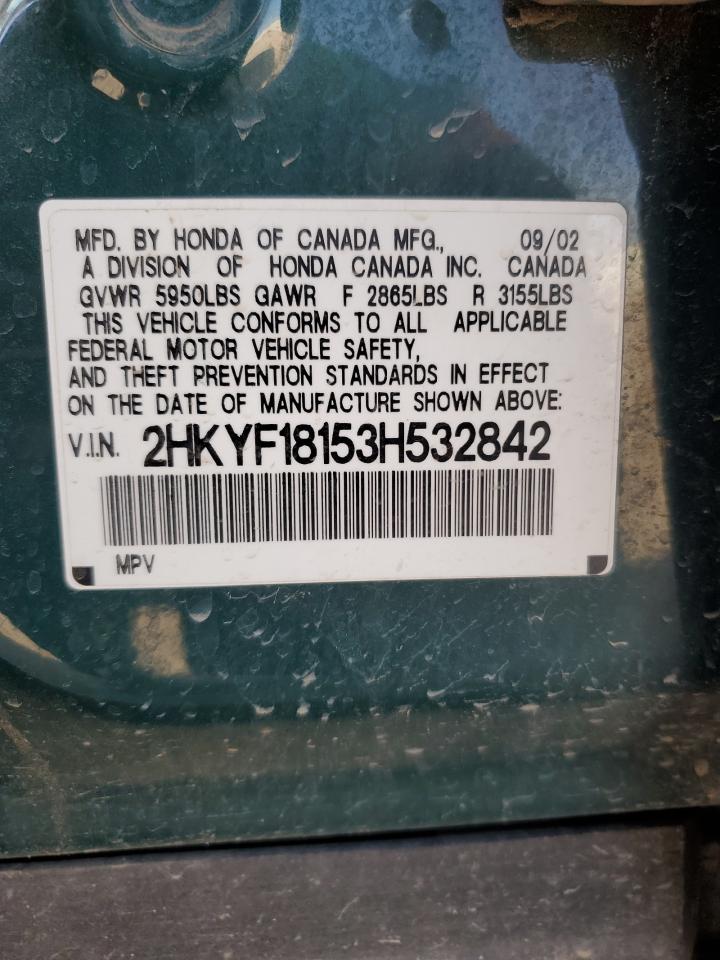 MFD. BY HONDA OF CANADA MFG., 09/02
A DIVISION OF HONDA CANADA INC. CANADA
GVWR 5950LBS GAWR F 2865LBS R 3155LBS
THIS VEHICLE CONFORMS TO ALL APPLICABLE
FEDERAL MOTOR VEHICLE SAFETY,
AND THEFT PREVENTION STANDARDS IN EFFECT
ON THE DATE OF MANUFACTURE SHOWN ABOVE:
V.I.N. 2HKYF18153H532842
MPV